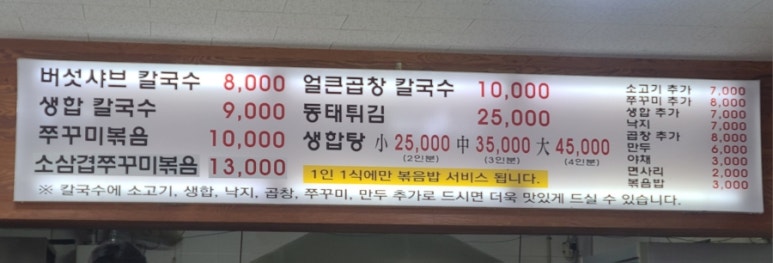 버섯샤브 칼국수 8,000
생합 칼국수 9,000
쭈꾸미볶음 10,000
소삼겹쭈꾸미볶음 13,000
얼큰곱창 칼국수 10,000
동태튀김 25,000
생합탕 小 25,000 中 35,000 大 45,000
(2인분) (3인분) (4인분)
1인 1식에만 볶음밥 서비스 됩니다.
소고기 추가 7,000
쭈꾸미 추가 8,000
생합 추가 7,000
낙지 7,000
곱창 추가 8,000
만두 6,000
야채 3,000
면사리 2,000
볶음밥 3,000
※ 칼국수에 소고기, 생합, 낙지, 곱창, 쭈꾸미, 만두 추가로 드시면 더욱 맛있게 드실 수 있습니다.